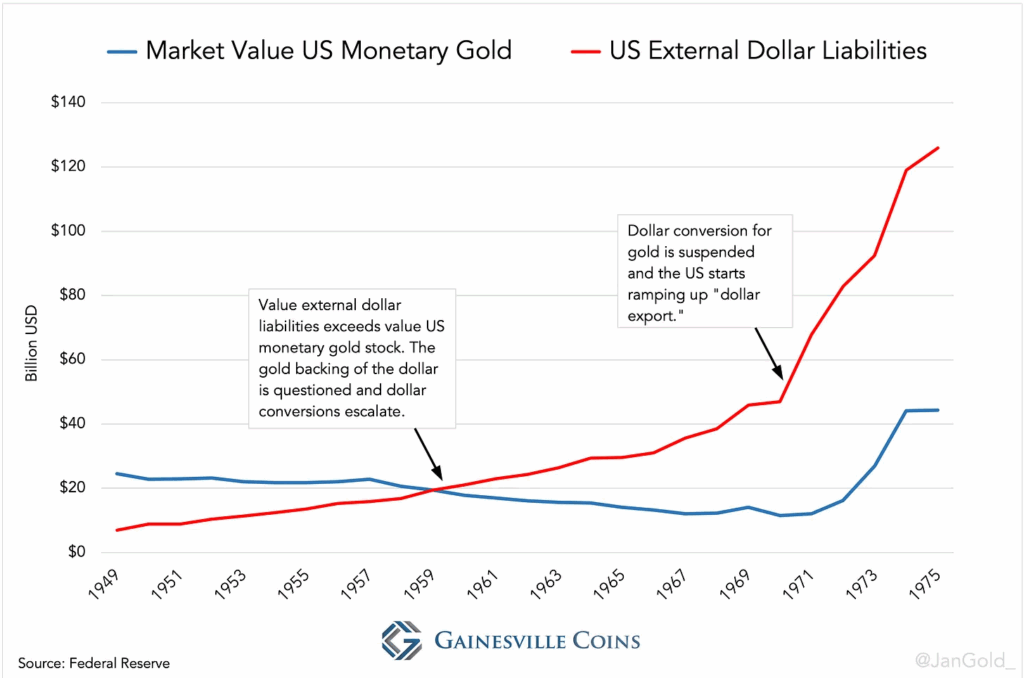 Market Value US Monetary Gold
US External Dollar Liabilities
$140
$120
$100
$80
$60
$40
$20
$0
Billion USD
Value external dollar
liabilities exceeds value US
monetary gold stock. The
gold backing of the dollar
is questioned and dollar
conversions escalate.
Dollar conversion for
gold is suspended
and the US starts
ramping up "dollar
export."
1949
1951
1953
1955
1957
1959
1961
1963
1965
1967
1969
1971
1973
1975
GAINESVILLE COINS
Source: Federal Reserve
@JanGold_